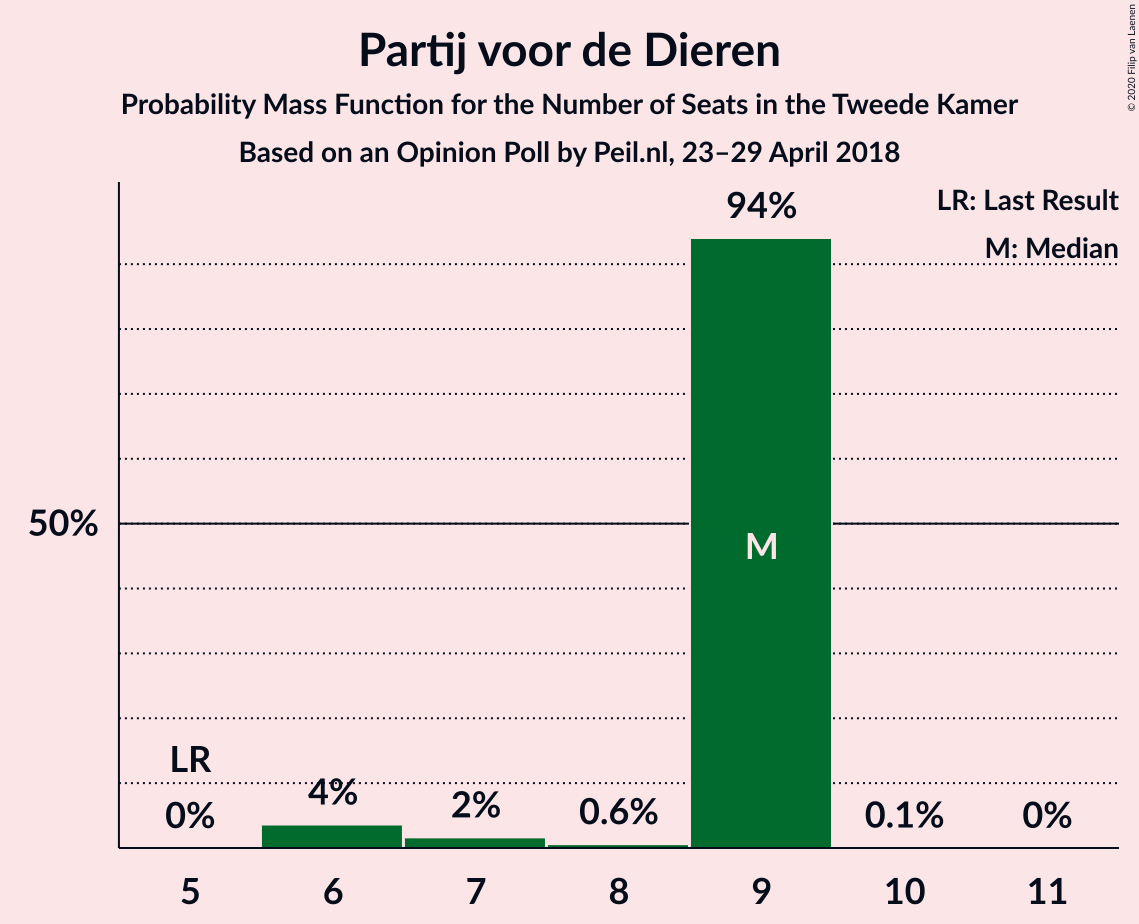 Partij voor de Dieren
Probability Mass Function for the Number of Seats in the Tweede Kamer
Based on an Opinion Poll by Peil.nl, 23–29 April 2018
© 2020 Filip van Laenen
LR: Last Result
M: Median
94%
50%
M
LR
0%
4%
2%
0.6%
0.1%
0%
5 6 7 8 9 10 11